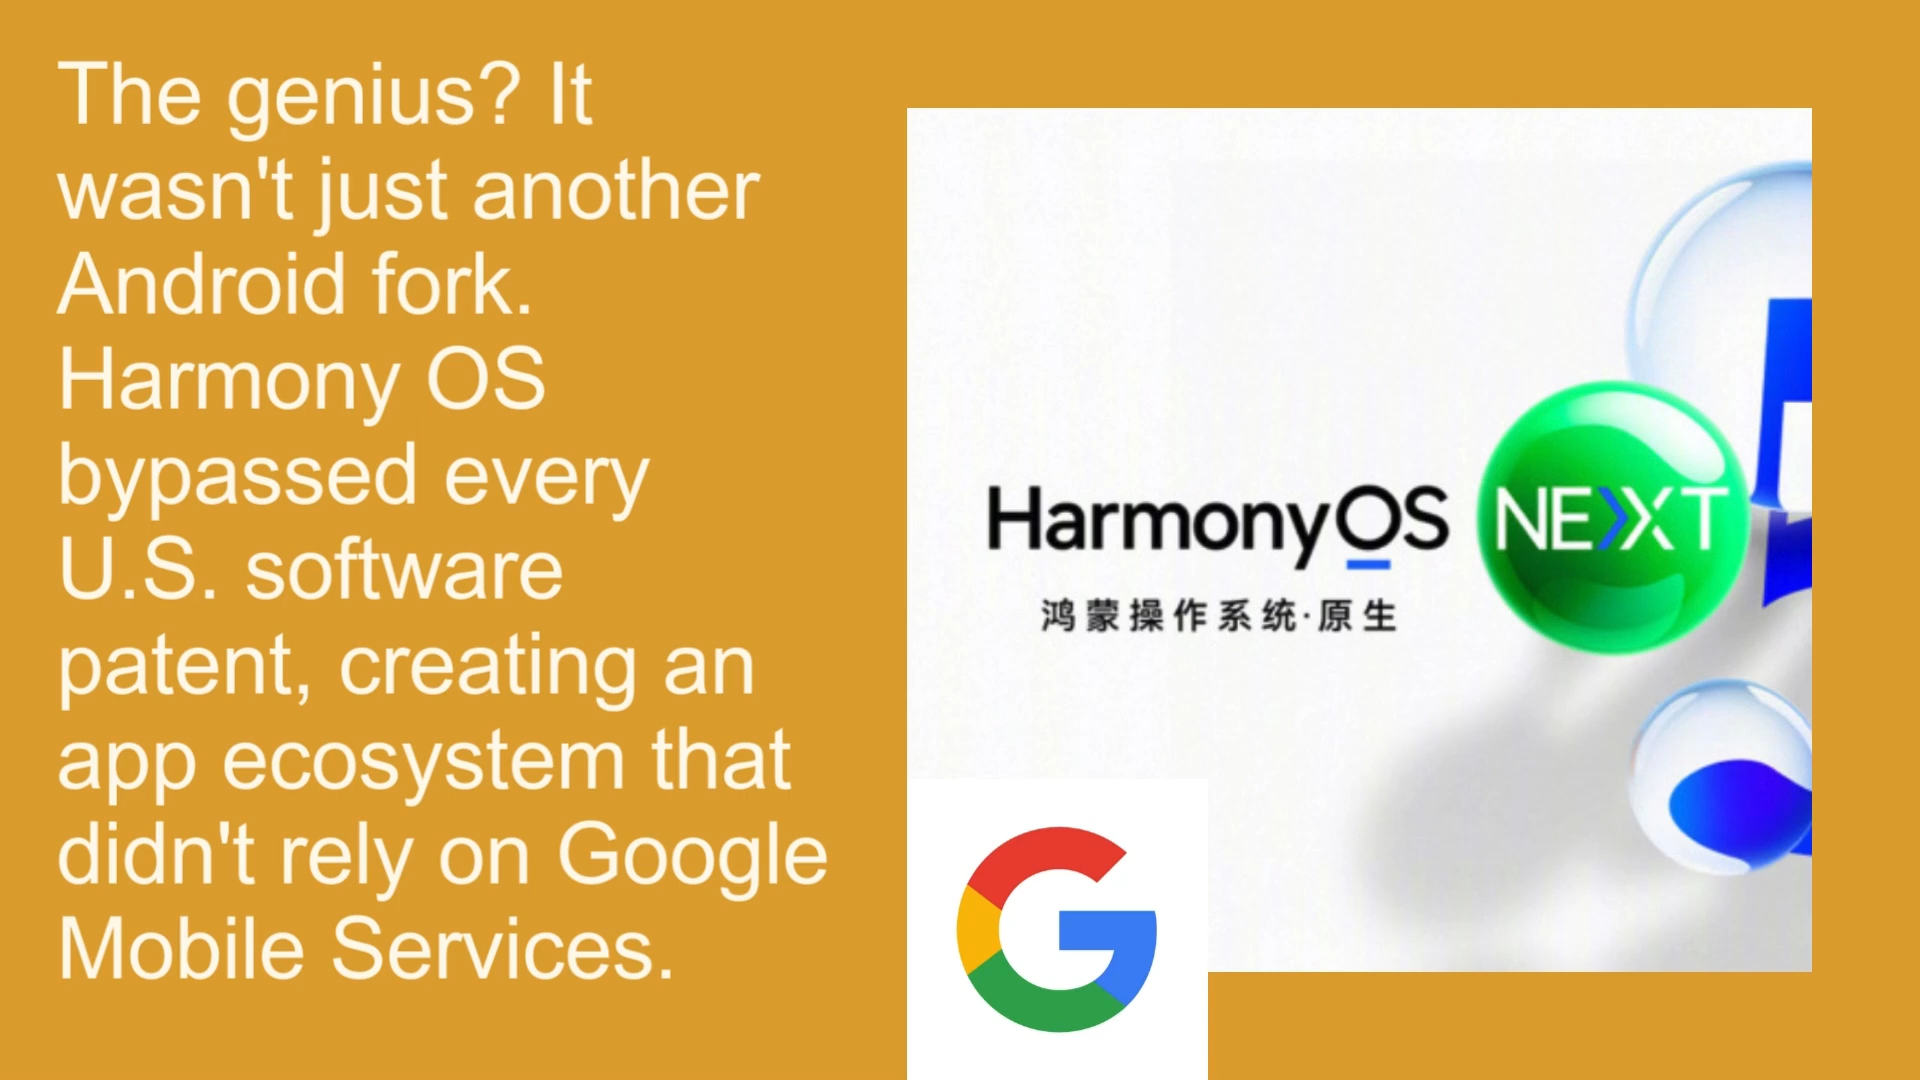 The genius? It
wasn't just another
Android fork.
Harmony OS
bypassed every
U.S. software
patent, creating an
app ecosystem that
didn't rely on Google
Mobile Services.
HarmonyOS NEXT
鸿蒙操作系统·原生
G